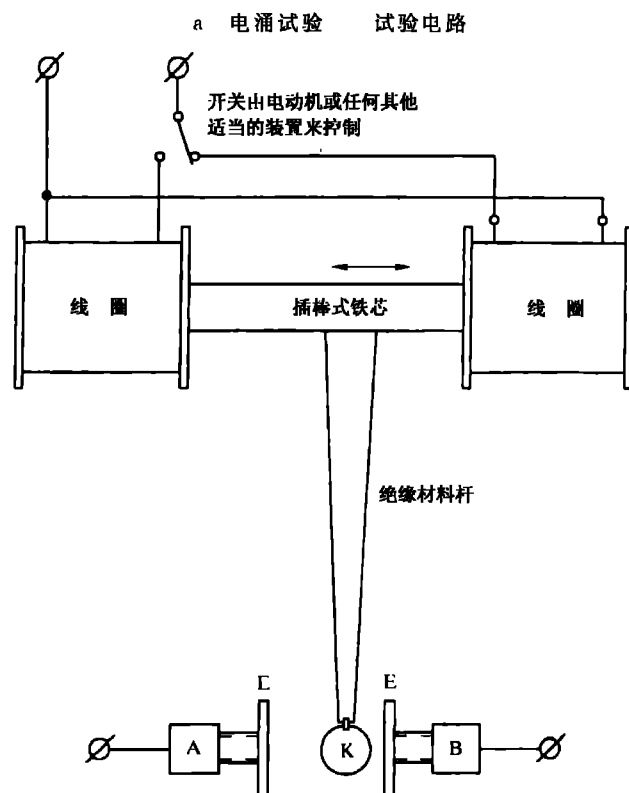 a 电涌试验 试验电路
开关由电动机或任何其他
适当的装置来控制
线 圈
插棒式铁芯
线 圈
绝缘材料杆
E
A
K
B